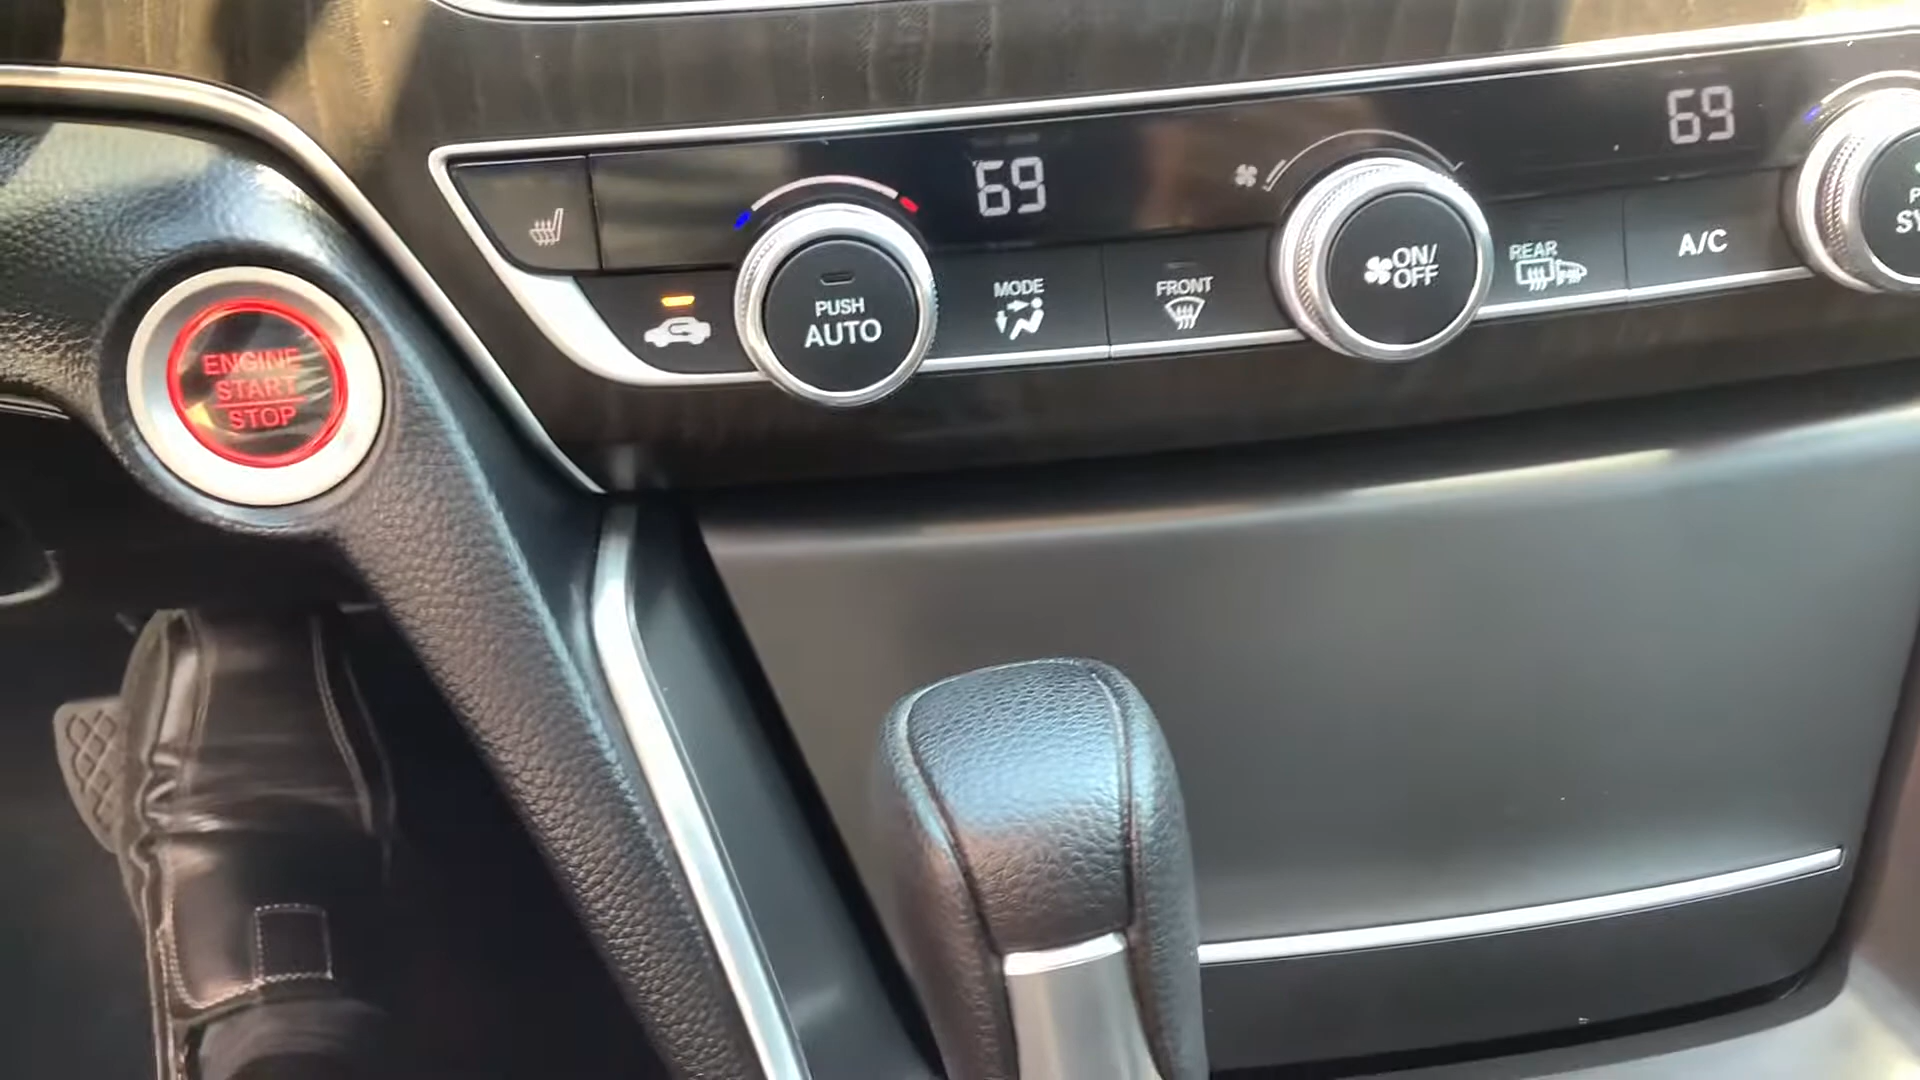 69
69
PUSH
AUTO
MODE
FRONT
ON/
OFF
REAR
A/C
ENGINE
START
STOP